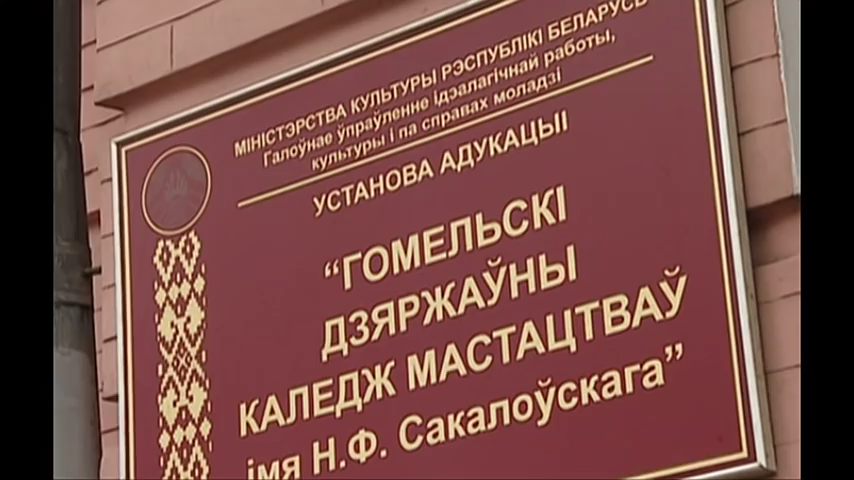 МІНІСТЭРСТВА КУЛЬТУРЫ РЭСПУБЛІКІ БЕЛАРУСЬ
Галоўнае ўпраўленне ідэалагічнай работы,
культуры і па справах моладзі
УСТАНОВА АДУКАЦЫІ
“ГОМЕЛЬСКІ
ДЗЯРЖАЎНЫ
КАЛЕДЖ МАСТАЦТВАЎ
імя Н.Ф. Сакалоўскага”